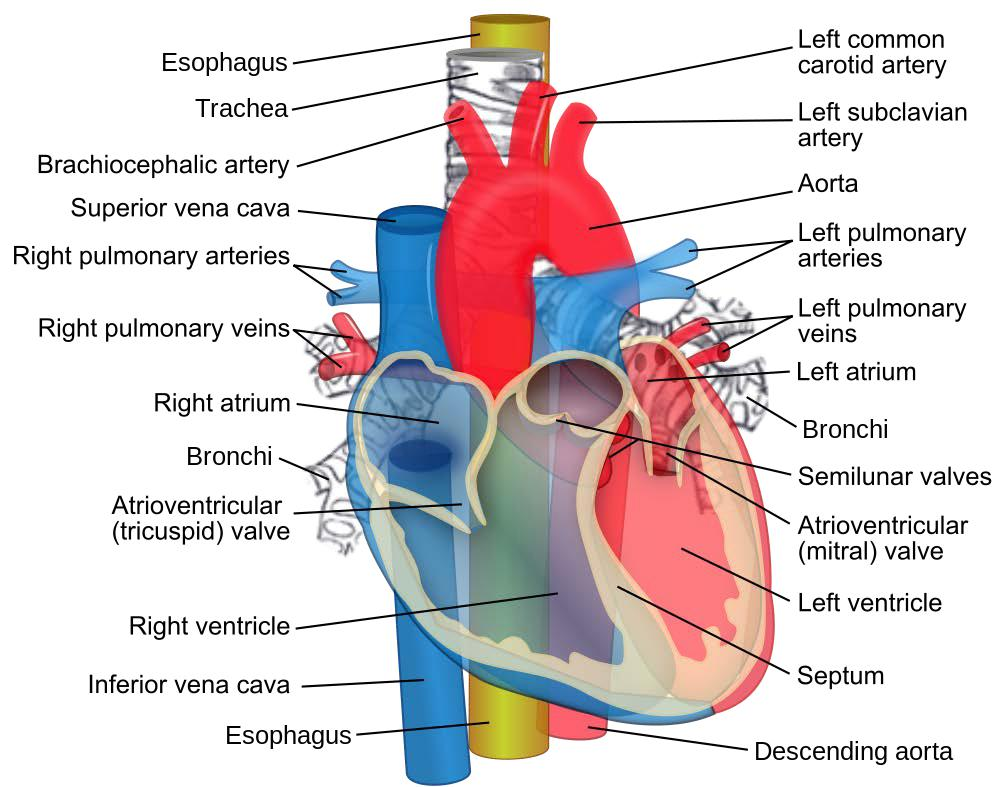 Esophagus
Trachea
Brachiocephalic artery
Superior vena cava
Right pulmonary arteries
Right pulmonary veins
Right atrium
Bronchi
Atrioventricular
(tricuspid) valve
Right ventricle
Inferior vena cava
Esophagus
Left common
carotid artery
Left subclavian
artery
Aorta
Left pulmonary
arteries
Left pulmonary
veins
Left atrium
Bronchi
Semilunar valves
Atrioventricular
(mitral) valve
Left ventricle
Septum
Descending aorta